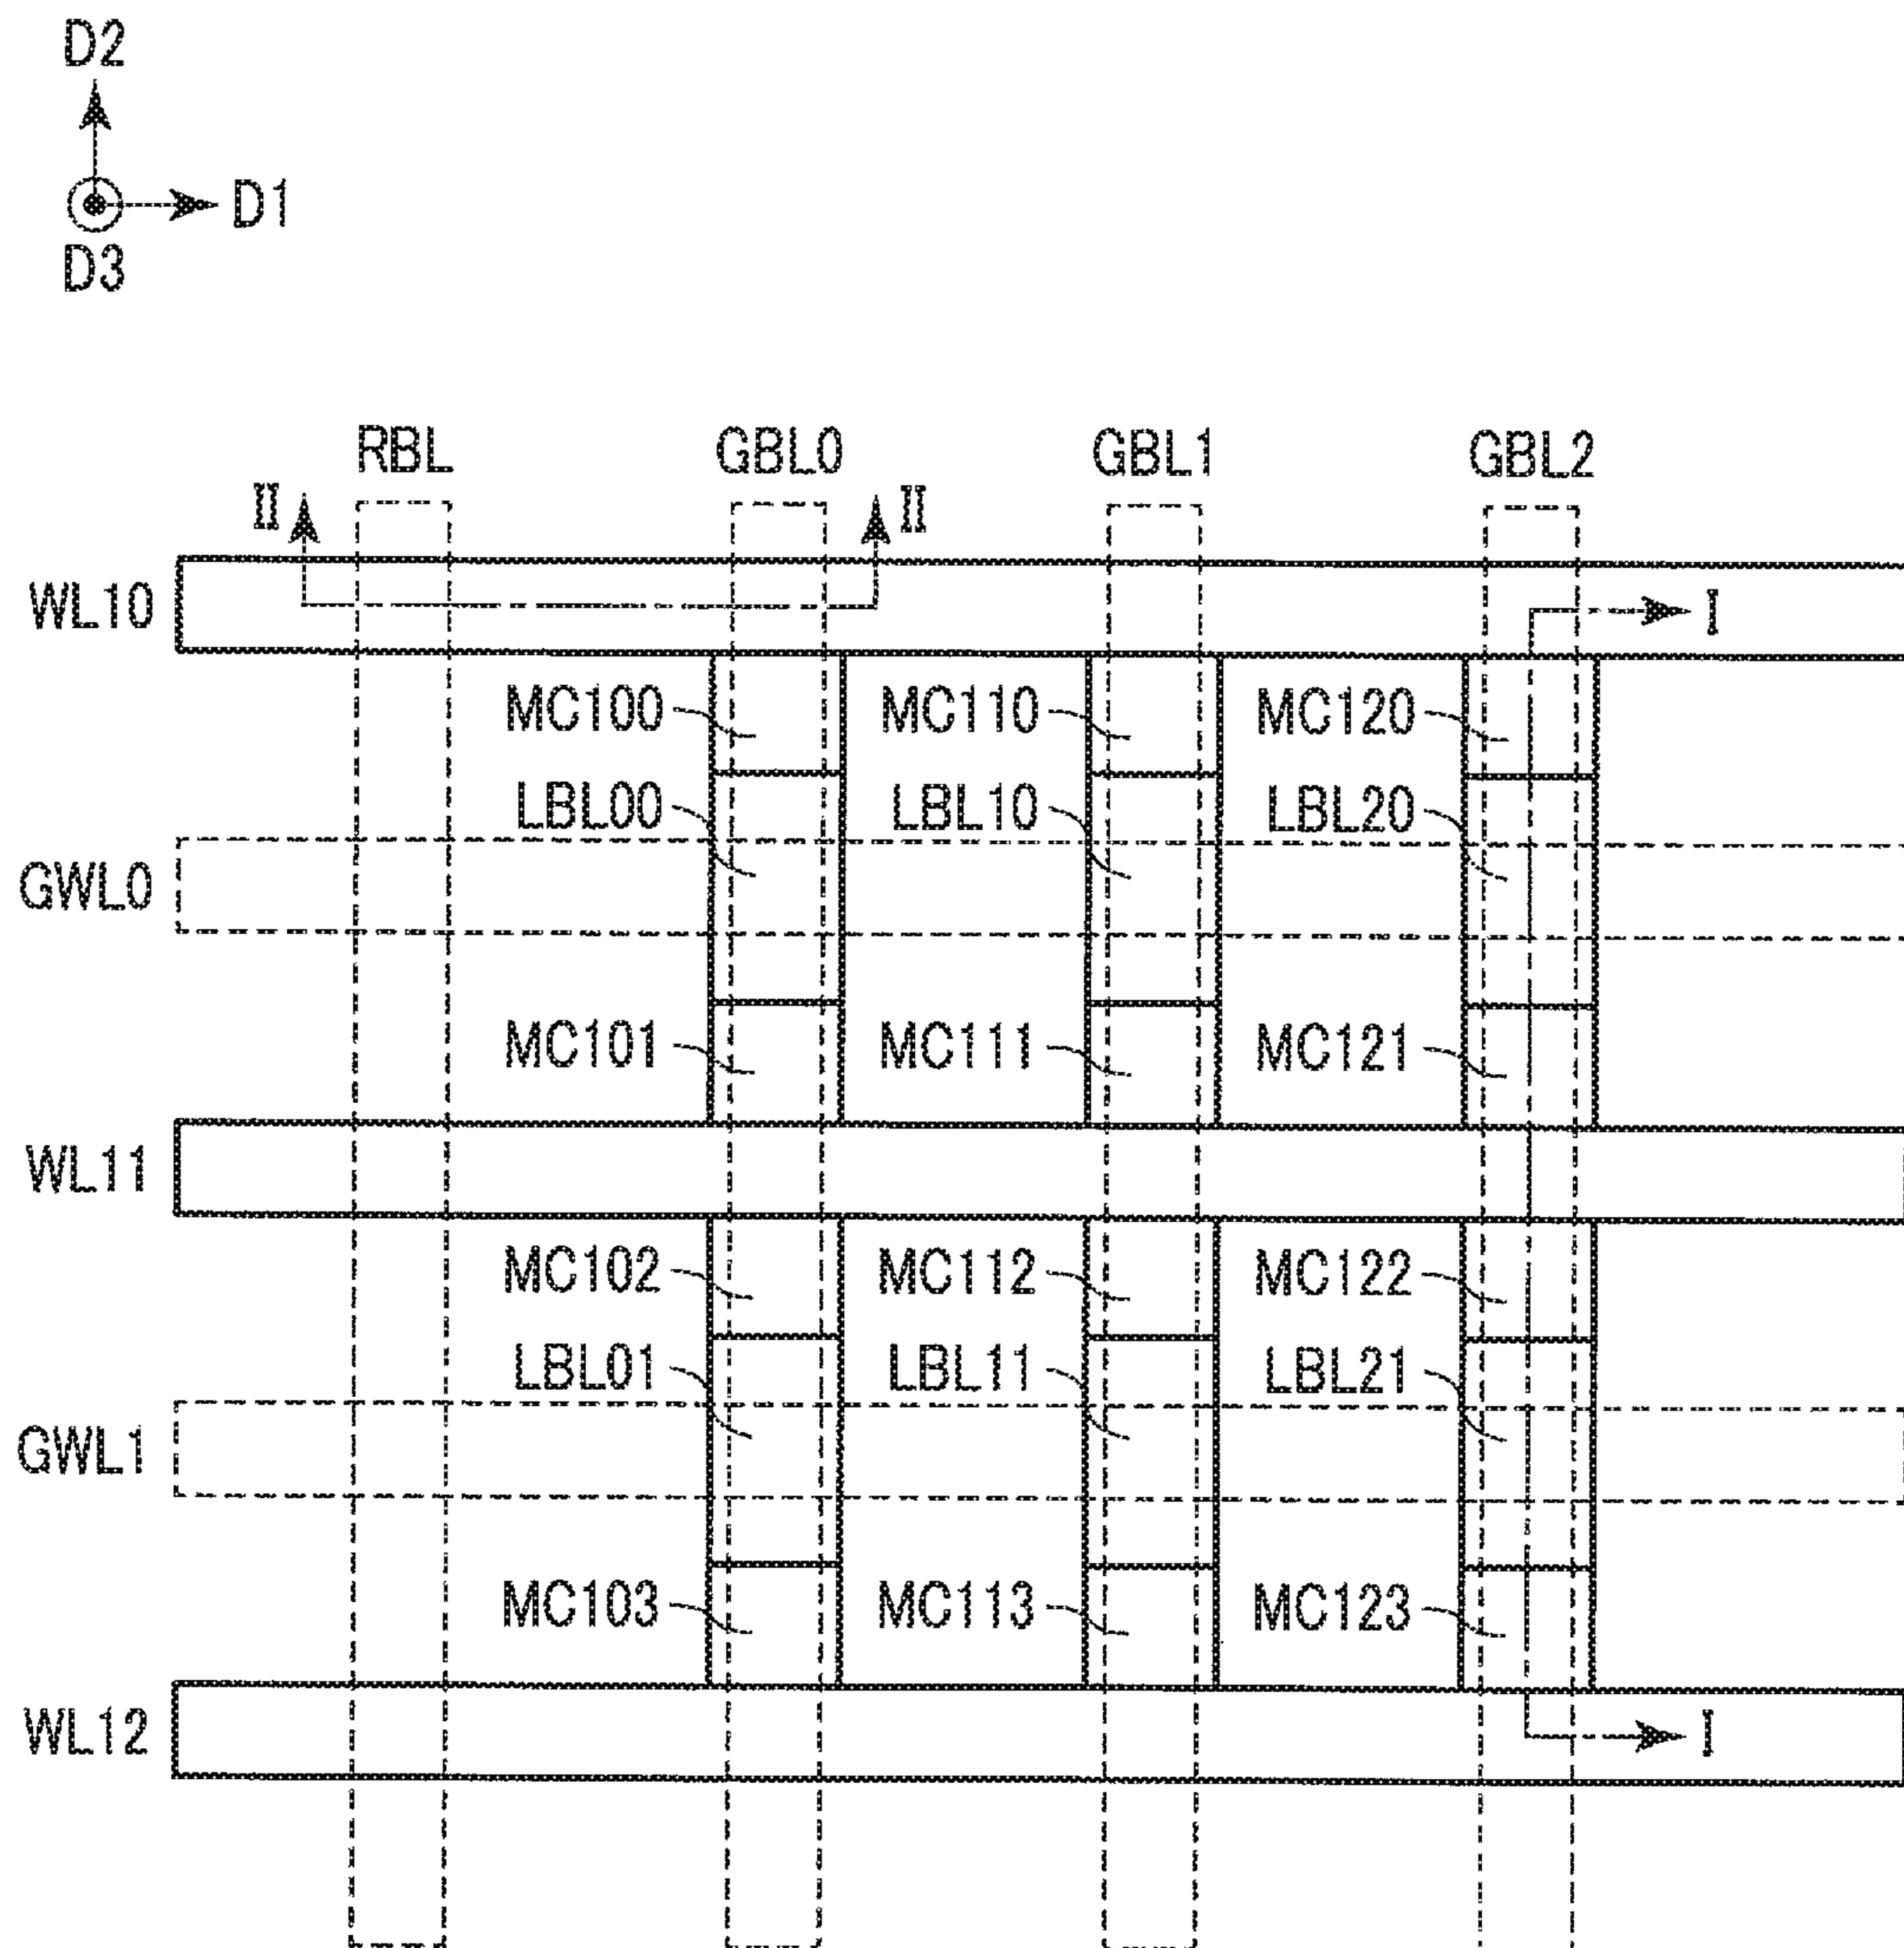 D2
D1
D3
RBL GBL0 GBL1 GBL2
II II
WL10 I
MC100 MC110 MC120
LBL00 LBL10 LBL20
GWL0
MC101 MC111 MC121
WL11
MC102 MC112 MC122
LBL01 LBL11 LBL21
GWL1
MC103 MC113 MC123
WL12 I